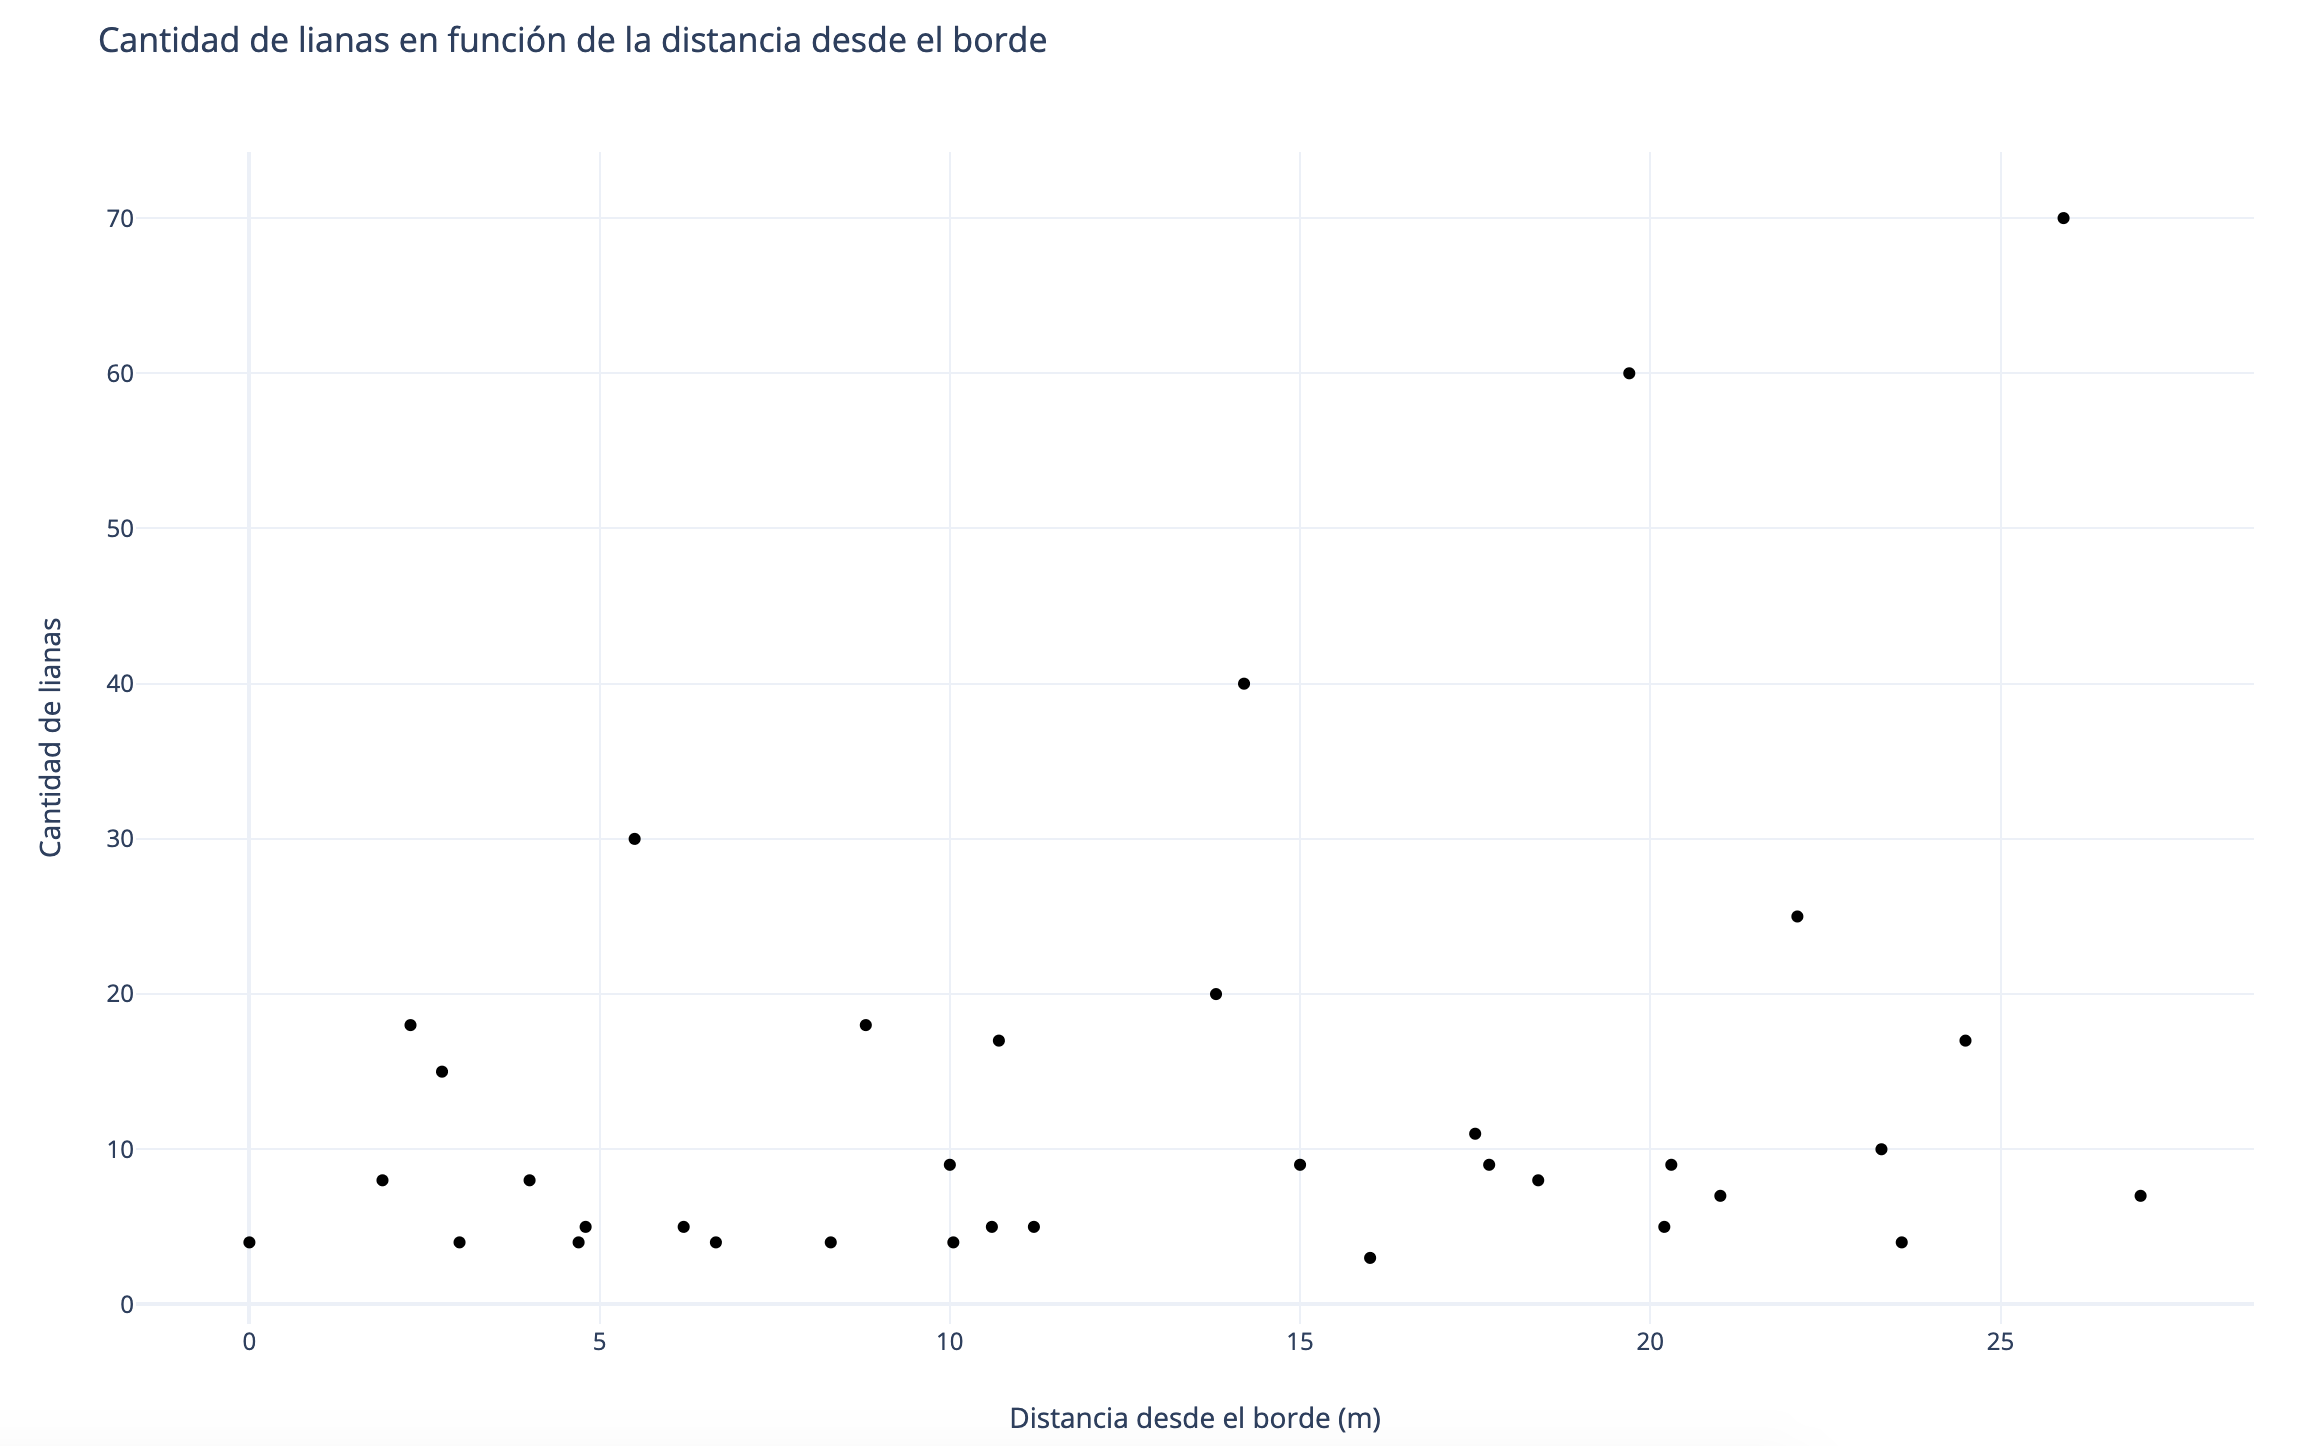 Cantidad de lianas en función de la distancia desde el borde
70
60
50
40
30
20
10
0
Cantidad de lianas
0 5 10 15 20 25
Distancia desde el borde (m)